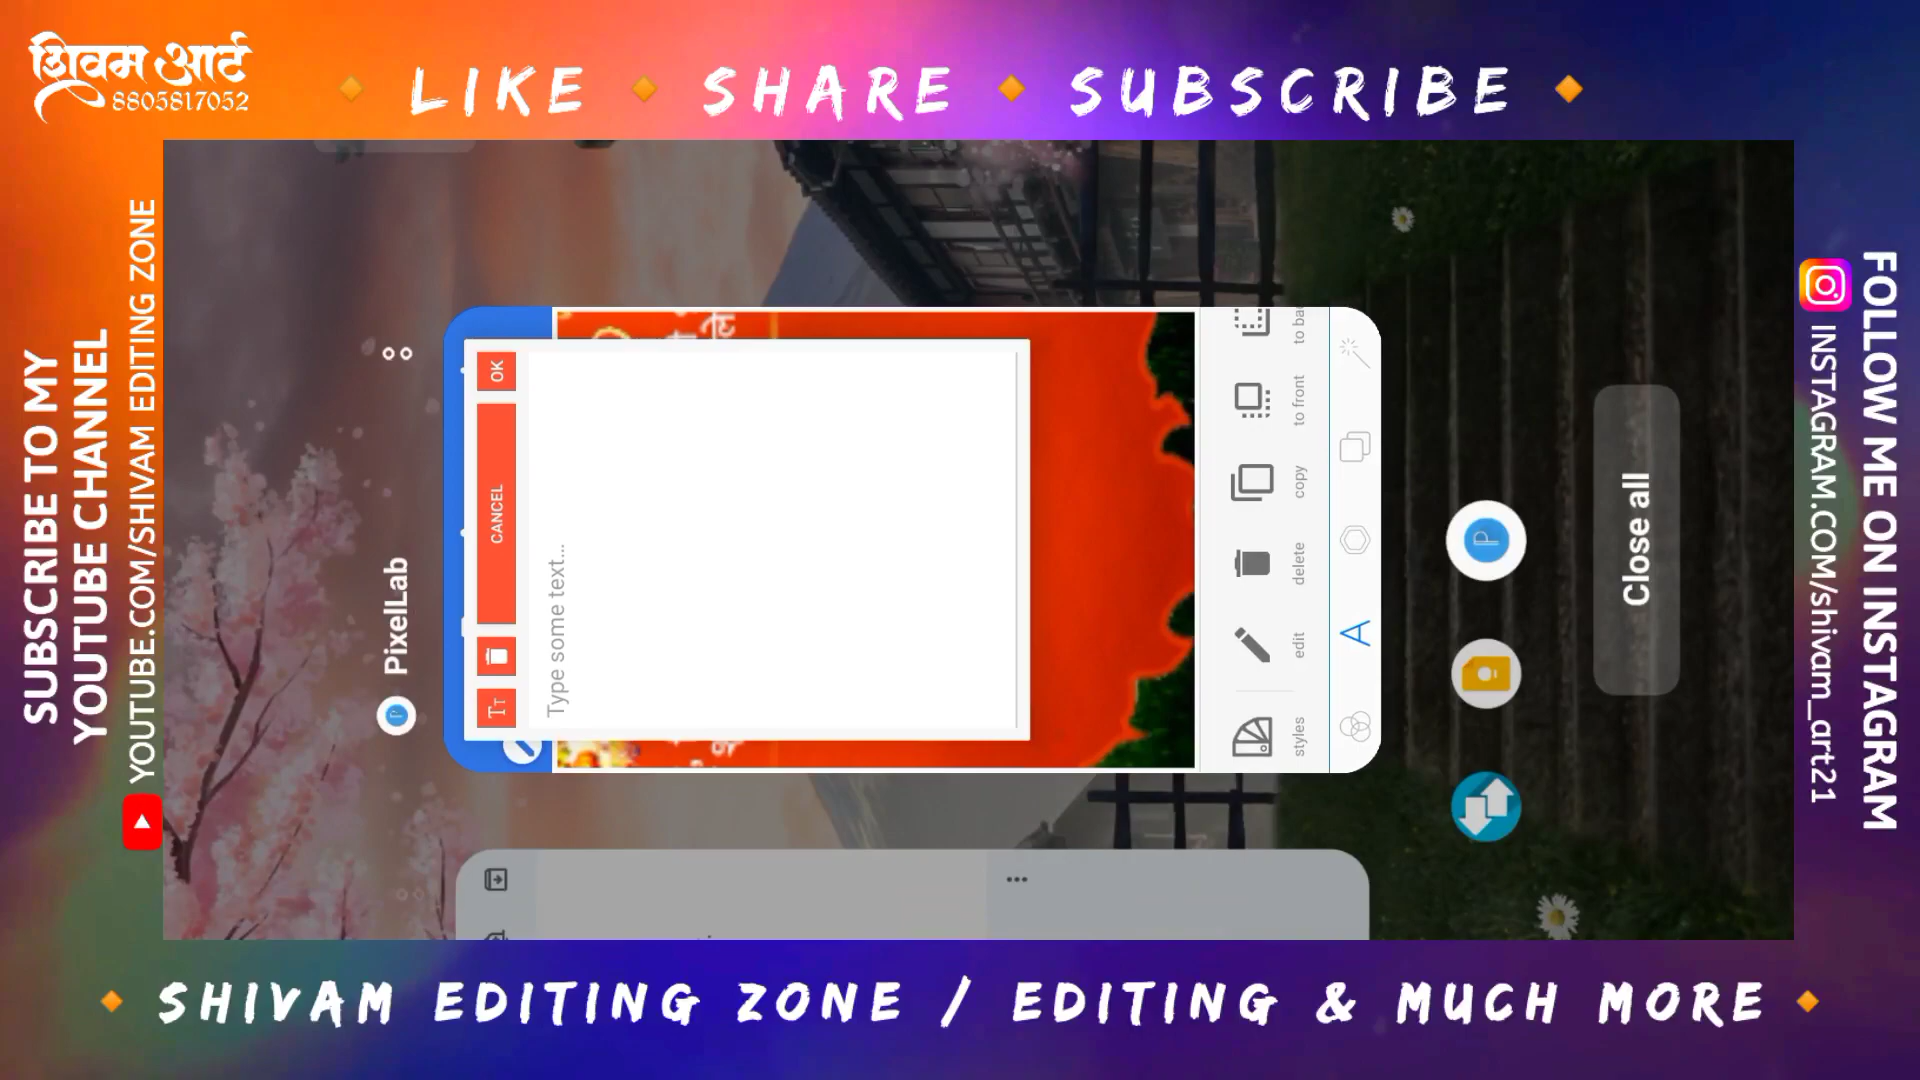 शिवम आर्ट
8805817052
LIKE SHARE SUBSCRIBE
SUBSCRIBE TO MY
YOUTUBE CHANNEL
YOUTUBE.COM/SHIVAM EDITING ZONE
PixelLab
OK
CANCEL
Type some text...
to ba
to front
copy
delete
edit
styles
Close all
FOLLOW ME ON INSTAGRAM
INSTAGRAM.COM/shivam_art21
SHIVAM EDITING ZONE / EDITING & MUCH MORE